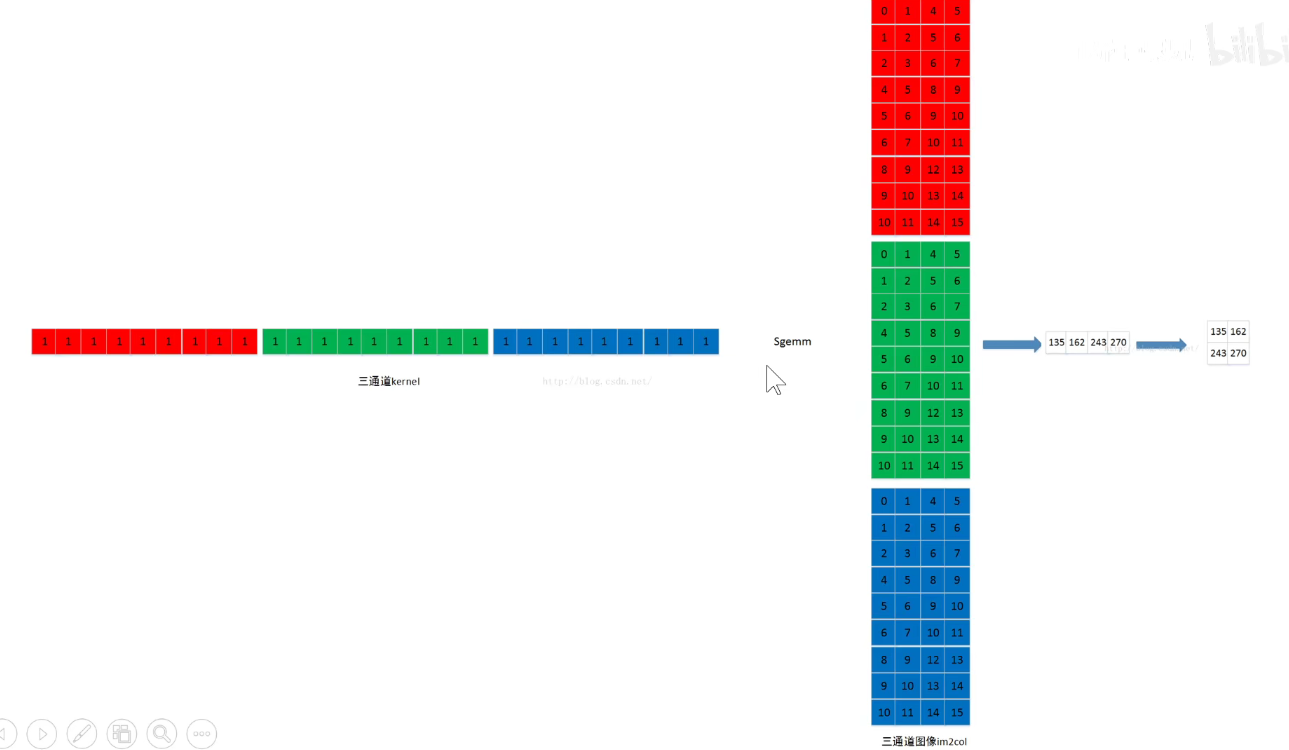 0 1 4 5
1 2 5 6
2 3 6 7
4 5 8 9
5 6 9 10
6 7 10 11
8 9 12 13
9 10 13 14
10 11 14 15
0 1 4 5
1 2 5 6
2 3 6 7
4 5 8 9
5 6 9 10
6 7 10 11
8 9 12 13
9 10 13 14
10 11 14 15
1 1 1 1 1 1 1 1 1 1 1 1 1 1 1 1 1 1 1 1 1 1 1 1 1 1 1
三通道kernel
http://blog.csdn.net/
Sgemm
135 162 243 270
135 162
243 270
0 1 4 5
1 2 5 6
2 3 6 7
4 5 8 9
5 6 9 10
6 7 10 11
8 9 12 13
9 10 13 14
10 11 14 15
三通道图像im2col
bilibi